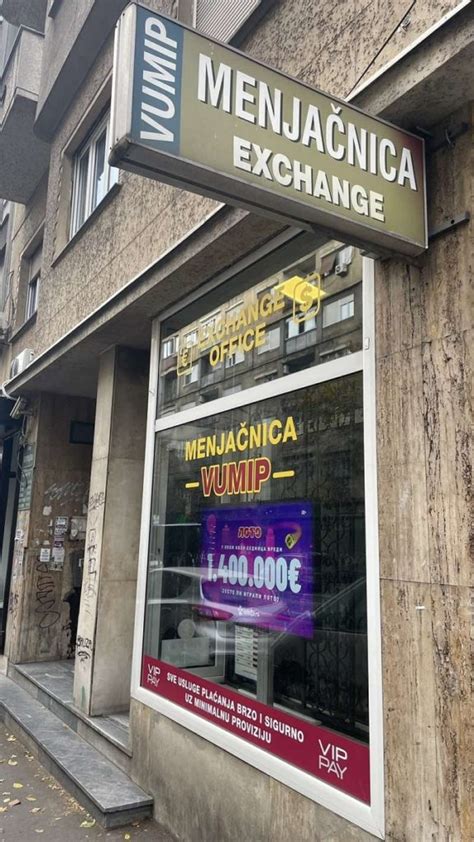 VUMIP
MENJAČNICA
EXCHANGE
EXCHANGE
OFFICE
MENJAČNICA
VUMIP
ЛОТО
1.400.000€
VIP
PAY
SVE USLUGE PLAĆANJA BRZO I SIGURNO
UZ MINIMALNU PROVIZIJU
VIP
PAY